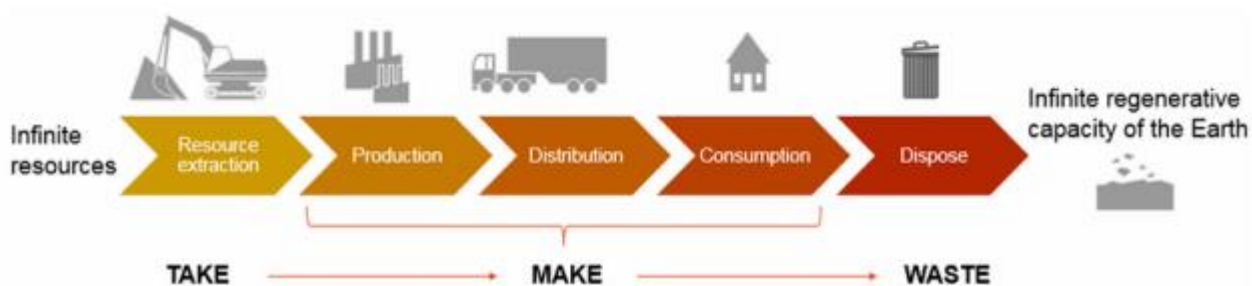 Infinite
resources
Resource
extraction
Production
Distribution
Consumption
Dispose
Infinite regenerative
capacity of the Earth
TAKE
MAKE
WASTE